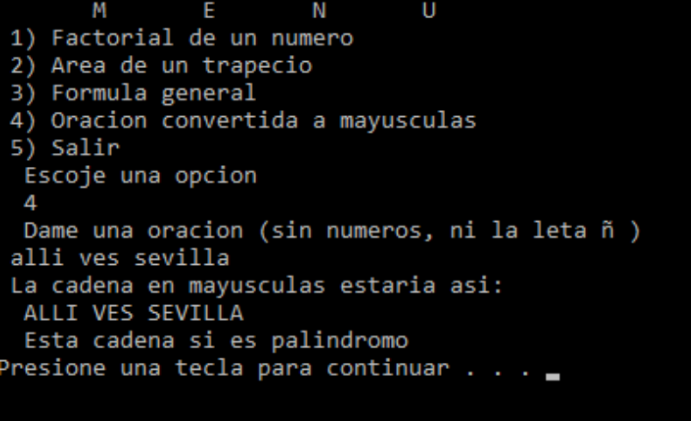 M E N U
1) Factorial de un numero
2) Area de un trapecio
3) Formula general
4) Oracion convertida a mayusculas
5) Salir
Escoje una opcion
4
Dame una oracion (sin numeros, ni la leta ñ )
alli ves sevilla
La cadena en mayusculas estaria asi:
ALLI VES SEVILLA
Esta cadena si es palindromo
Presione una tecla para continuar . . .